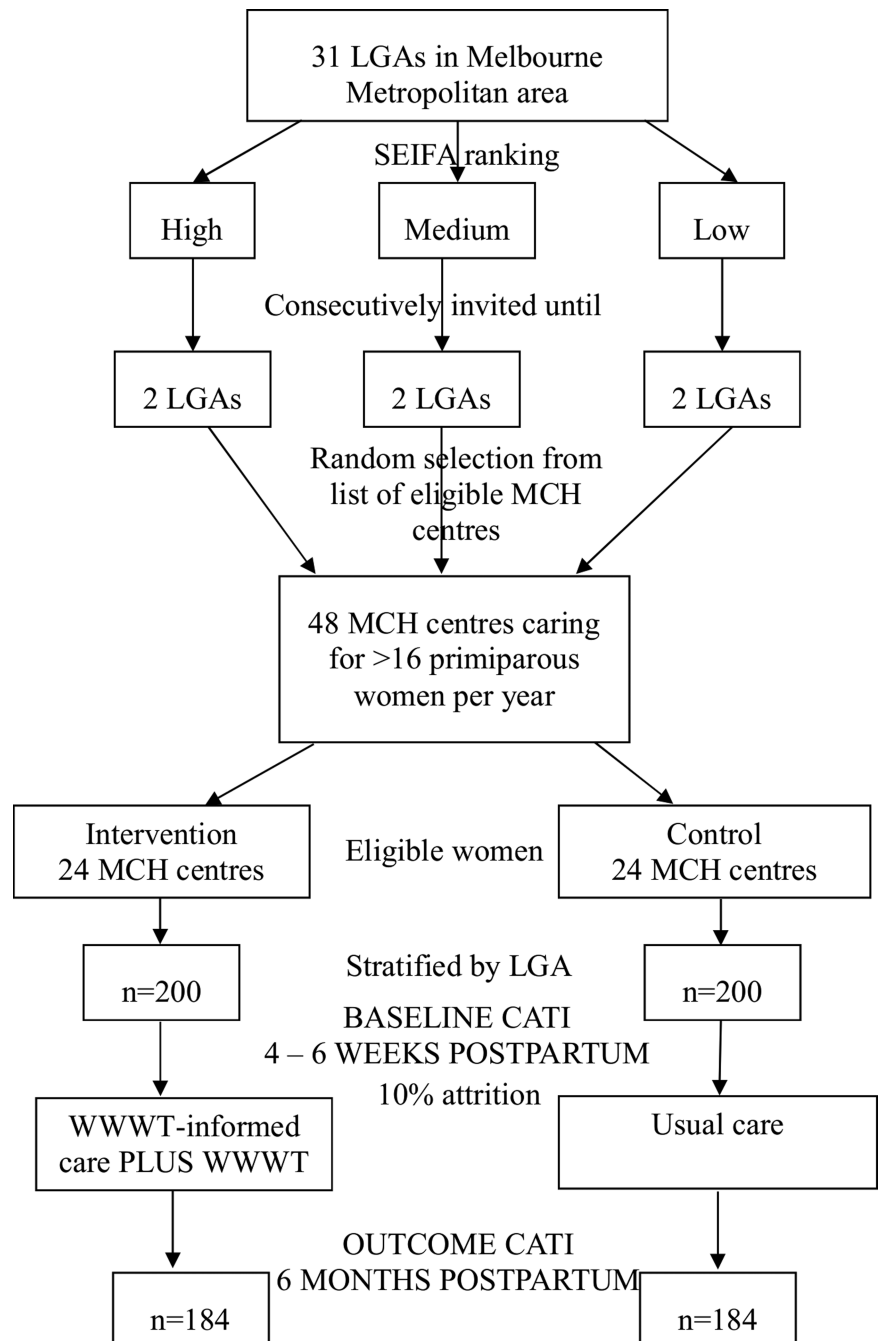 31 LGAs in Melbourne
Metropolitan area
SEIFA ranking
High
Medium
Low
Consecutively invited until
2 LGAs
2 LGAs
2 LGAs
Random selection from
list of eligible MCH
centres
48 MCH centres caring
for >16 primiparous
women per year
Intervention
24 MCH centres
Eligible women
Control
24 MCH centres
n=200
Stratified by LGA
n=200
BASELINE CATI
4 – 6 WEEKS POSTPARTUM
10% attrition
WWWT-informed
care PLUS WWWT
Usual care
OUTCOME CATI
6 MONTHS POSTPARTUM
n=184
n=184